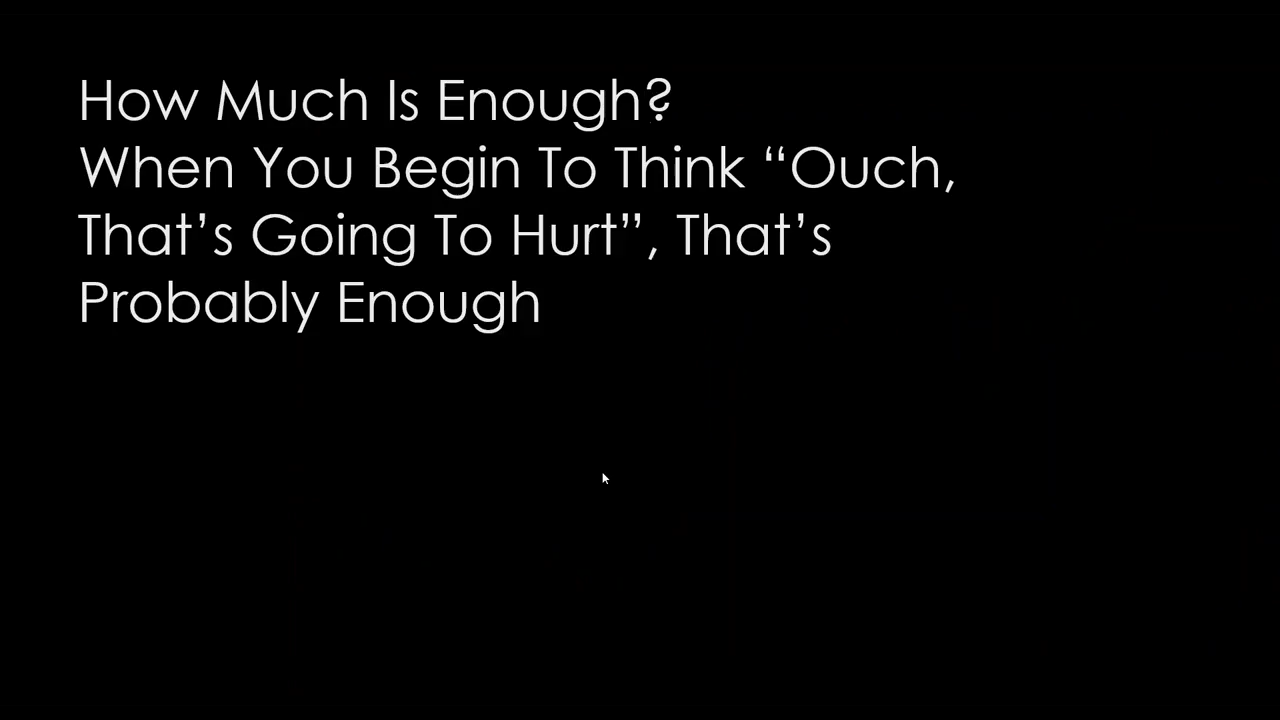 How Much Is Enough?
When You Begin To Think “Ouch,
That’s Going To Hurt”, That’s
Probably Enough